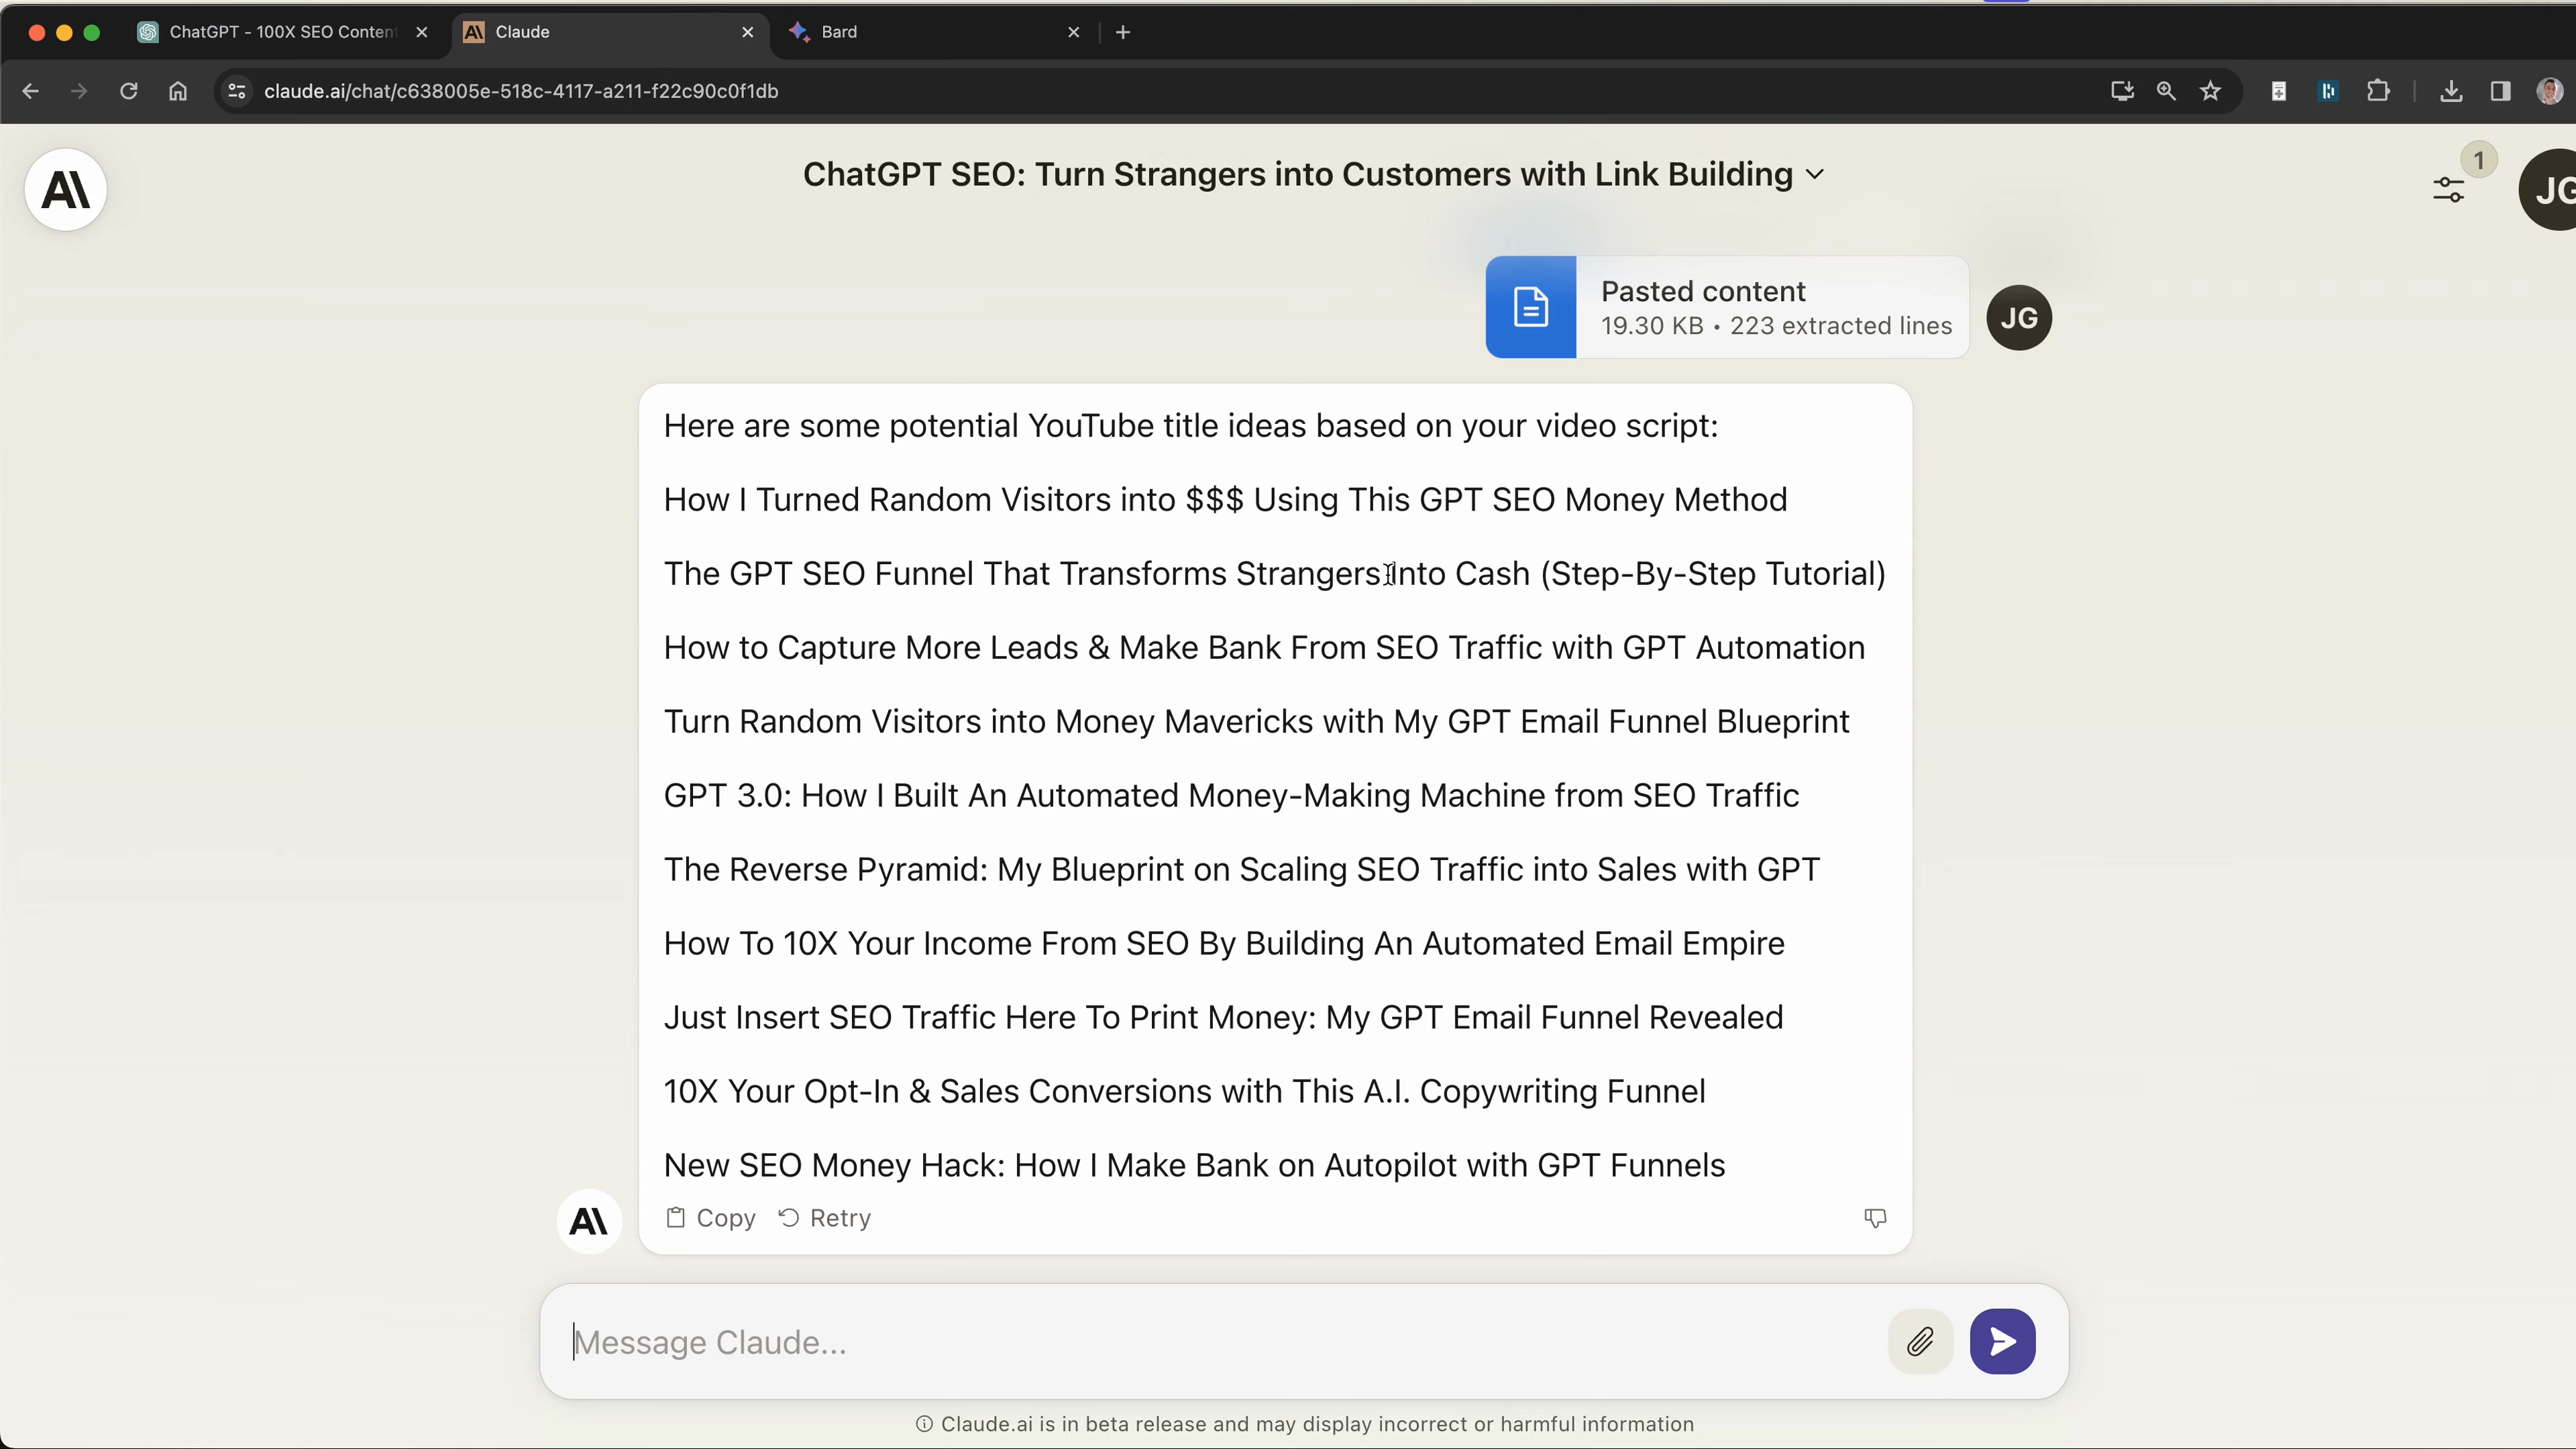 ChatGPT - 100X SEO Conten
Claude
Bard
claude.ai/chat/c638005e-518c-4117-a211-f22c90c0f1db
ChatGPT SEO: Turn Strangers into Customers with Link Building
1
JG
Pasted content
19.30 KB • 223 extracted lines
JG
Here are some potential YouTube title ideas based on your video script:
How I Turned Random Visitors into $$$ Using This GPT SEO Money Method
The GPT SEO Funnel That Transforms Strangers Into Cash (Step-By-Step Tutorial)
How to Capture More Leads & Make Bank From SEO Traffic with GPT Automation
Turn Random Visitors into Money Mavericks with My GPT Email Funnel Blueprint
GPT 3.0: How I Built An Automated Money-Making Machine from SEO Traffic
The Reverse Pyramid: My Blueprint on Scaling SEO Traffic into Sales with GPT
How To 10X Your Income From SEO By Building An Automated Email Empire
Just Insert SEO Traffic Here To Print Money: My GPT Email Funnel Revealed
10X Your Opt-In & Sales Conversions with This A.I. Copywriting Funnel
New SEO Money Hack: How I Make Bank on Autopilot with GPT Funnels
Copy Retry
Message Claude...
Claude.ai is in beta release and may display incorrect or harmful information